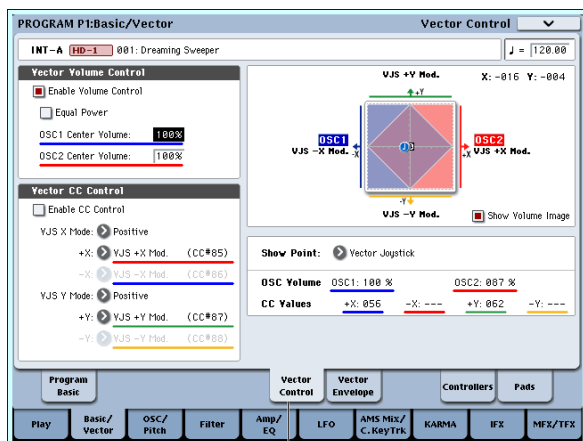 PROGRAM P1:Basic/Vector Vector Control
INT-A HD-1 001: Dreaming Sweeper ♩= 120.00
Vector Volume Control
Enable Volume Control
Equal Power
OSC1 Center Volume: 100%
OSC2 Center Volume: 100%
VJS +Y Mod. X:-016 Y:-004
+Y
OSC1
VJS -X Mod. -X
OSC2
+X VJS +X Mod.
-Y
VJS -Y Mod.
Show Volume Image
Vector CC Control
Enable CC Control
VJS X Mode: Positive
+X: VJS +X Mod. (CC#85)
-X: VJS -X Mod. (CC#86)
VJS Y Mode: Positive
+Y: VJS +Y Mod. (CC#87)
-Y: VJS -Y Mod. (CC#88)
Show Point: Vector Joystick
OSC Volume OSC1: 100 % OSC2: 087 %
CC Values +X: 056 -X: --- +Y: 062 -Y: ---
Program Basic
Vector Control
Vector Envelope
Controllers
Pads
Play
Basic/ Vector
OSC/ Pitch
Filter
Amp/ EQ
LFO
AMS Mix/ C.KeyTrk
KARMA
IFX
MFX/TFX